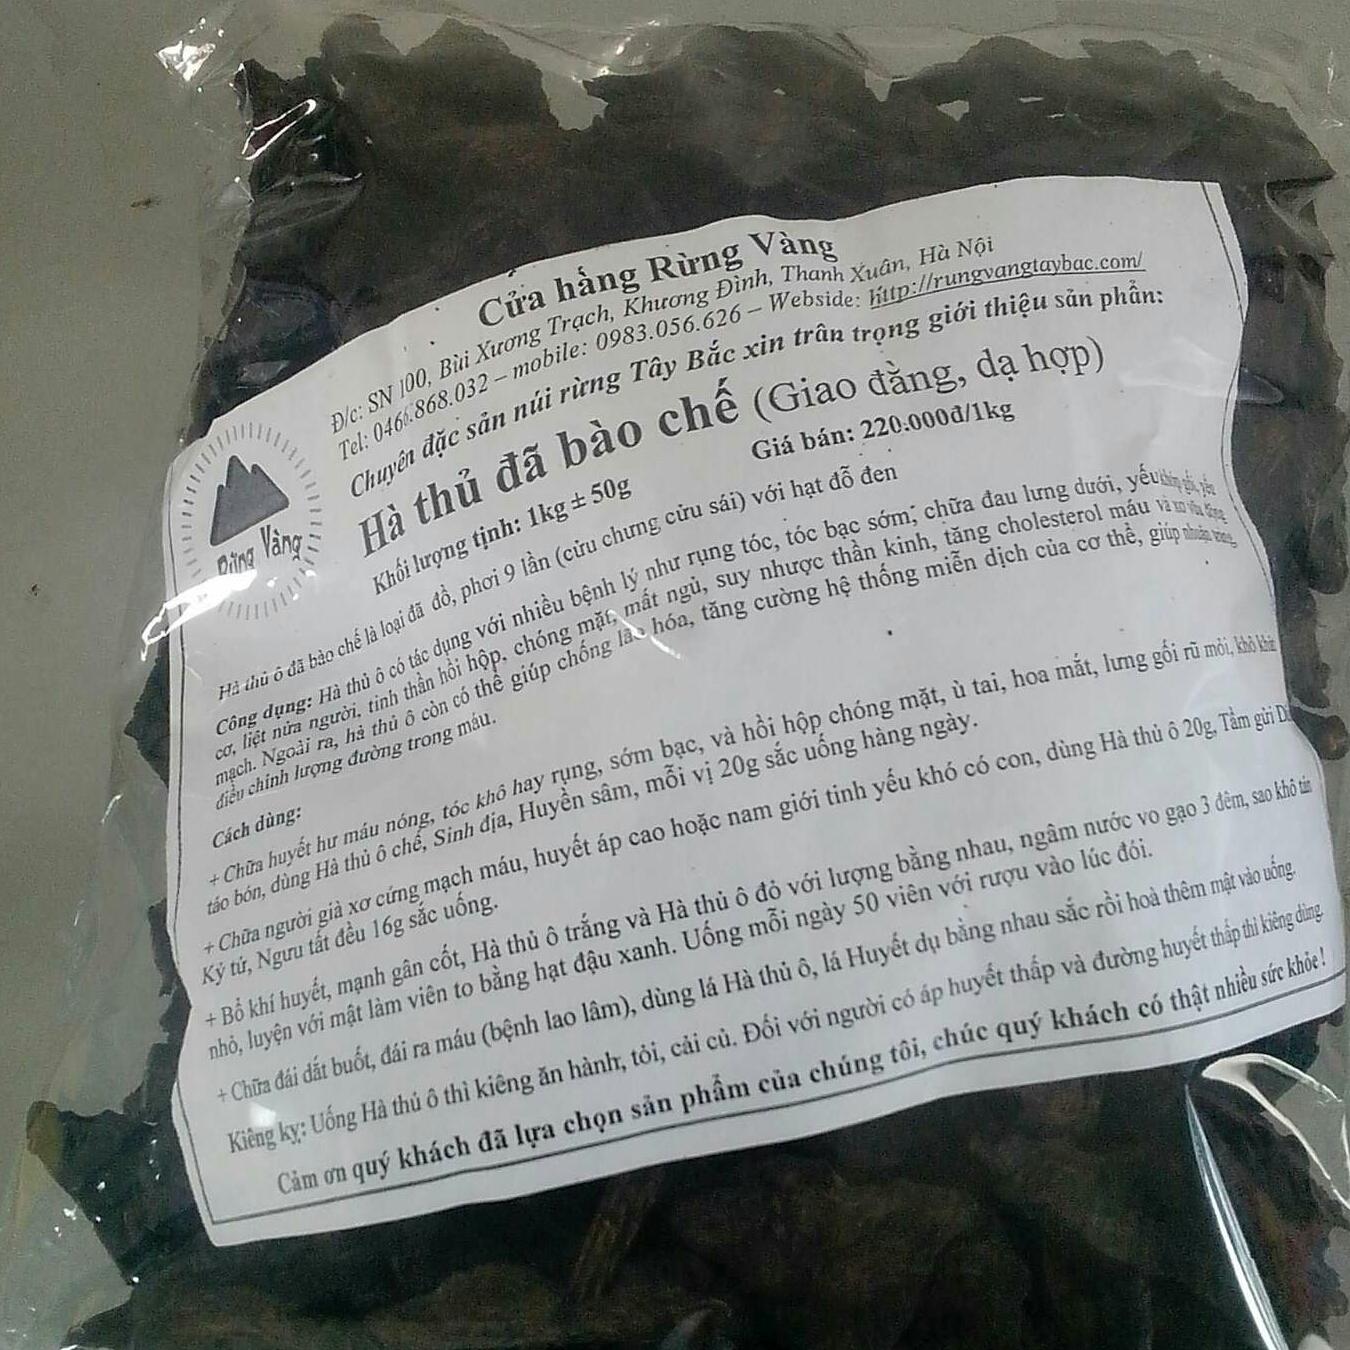 Cửa hấng Rừng Vàng
Đ/c: SN 100, Bùi Xương Trạch, Khương Đình, Thanh Xuân, Hà Nội
Tel: 0466.868.032 – mobile: 0983.056.626 – Webside: http://rungvangtaybac.com/
Chuyên đặc sản núi rừng Tây Bắc xin trân trọng giới thiệu sản phẩn:
Hà thủ đã bào chế (Giao đằng, dạ hợp)
Giá bán: 220.000đ/1kg
Khối lượng tịnh: 1kg ± 50g
Rừng Vàng
Hà thủ ô đã bào chế là loại đã đồ, phơi 9 lần (cửu chưng cửu sái) với hạt đỗ đen
Công dụng: Hà thủ ô có tác dụng với nhiều bệnh lý như rụng tóc, tóc bạc sớm; chữa đau lưng dưới, yếu
cơ, liệt nửa người, tinh thần hồi hộp, chóng mặt, mất ngủ, suy nhược thần kinh, tăng cholesterol máu và xơ vữa động
mạch. Ngoài ra, hà thủ ô còn có thể giúp chống lão hóa, tăng cường hệ thống miễn dịch của cơ thể, giúp nhuận tràng,
điều chỉnh lượng đường trong máu.
Cách dùng:
+ Chữa huyết hư máu nóng, tóc khô hay rụng, sớm bạc, và hồi hộp chóng mặt, ù tai, hoa mắt, lưng gối rũ mỏi, khô khát
táo bón, dùng Hà thủ ô chế, Sinh địa, Huyền sâm, mỗi vị 20g sắc uống hàng ngày.
+ Chữa người già xơ cứng mạch máu, huyết áp cao hoặc nam giới tinh yếu khó có con, dùng Hà thủ ô 20g, Tầm gửi
Kỷ tử, Ngưu tất đều 16g sắc uống.
+ Bổ khí huyết, mạnh gân cốt, Hà thủ ô trắng và Hà thủ ô đỏ với lượng bằng nhau, ngâm nước vo gạo 3 đêm, sao khô tán
nhỏ, luyện với mật làm viên to bằng hạt đậu xanh. Uống mỗi ngày 50 viên với rượu vào lúc đói.
+ Chữa đái dắt buốt, đái ra máu (bệnh lao lâm), dùng lá Hà thủ ô, lá Huyết dụ bằng nhau sắc rồi hoà thêm mật vào uống.
Kiêng kỵ: Uống Hà thủ ô thì kiêng ăn hành, tỏi, cải củ. Đối với người có áp huyết thấp và đường huyết thấp thì kiêng dùng.
Cảm ơn quý khách đã lựa chọn sản phẩm của chúng tôi, chúc quý khách có thật nhiều sức khỏe!